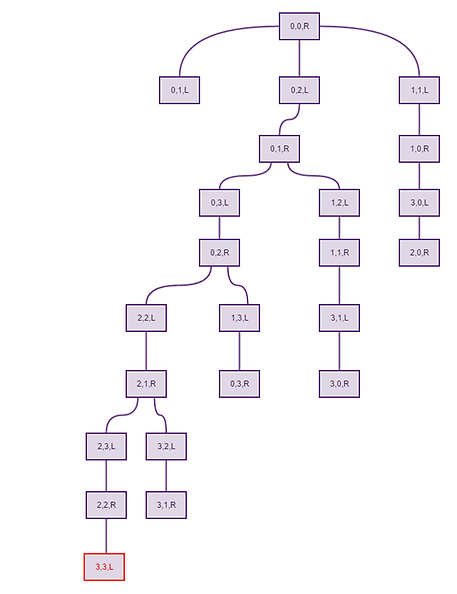 0,0,R
0,1,L
0,2,L
1,1,L
0,1,R
1,0,R
0,3,L
1,2,L
3,0,L
0,2,R
1,1,R
2,0,R
2,2,L
1,3,L
3,1,L
2,1,R
0,3,R
3,0,R
2,3,L
3,2,L
2,2,R
3,1,R
3,3,L